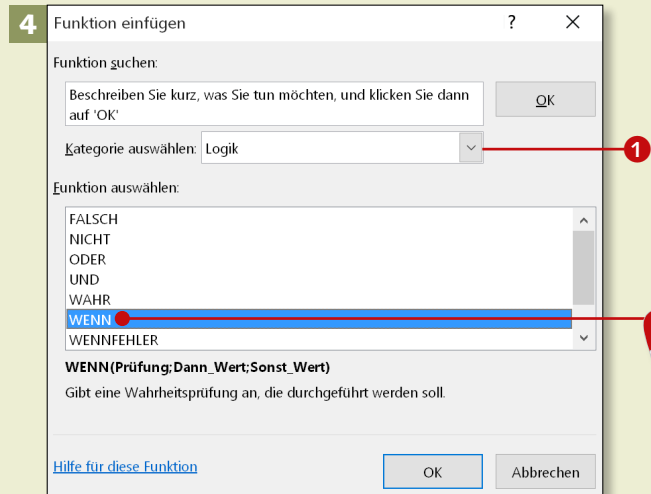 4
Funktion einfügen ? ×
Funktion suchen:
Beschreiben Sie kurz, was Sie tun möchten, und klicken Sie dann
auf 'OK'
OK
Kategorie auswählen: Logik
1
Funktion auswählen:
FALSCH
NICHT
ODER
UND
WAHR
WENN
WENNFEHLER
WENN(Prüfung;Dann_Wert;Sonst_Wert)
Gibt eine Wahrheitsprüfung an, die durchgeführt werden soll.
Hilfe für diese Funktion
OK
Abbrechen